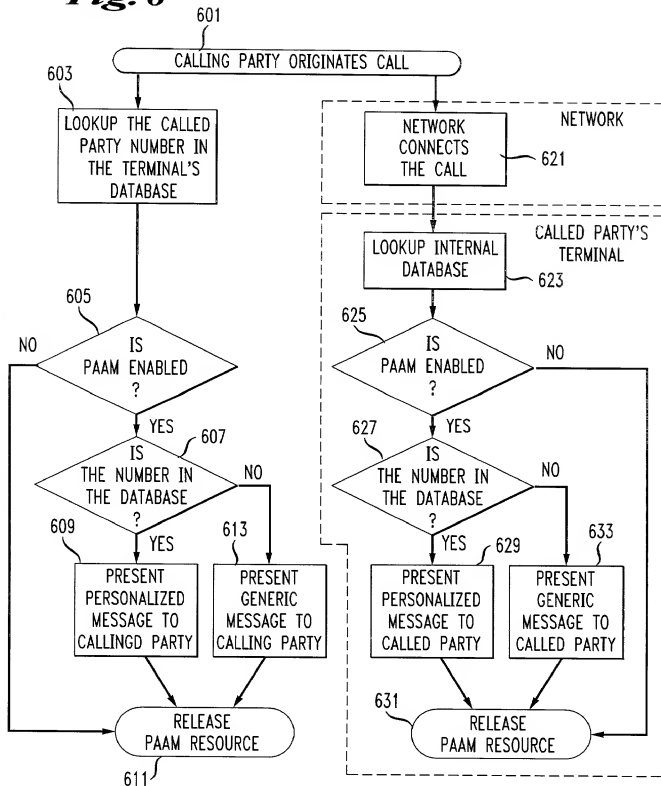 Fig. 6
601
CALLING PARTY ORIGINATES CALL
603
LOOKUP THE CALLED
PARTY NUMBER IN
THE TERMINAL'S
DATABASE
605
NO
IS
PAAM ENABLED
?
YES
607
IS
THE NUMBER IN
THE DATABASE
?
NO
YES
609
PRESENT
PERSONALIZED
MESSAGE TO
CALLINGD PARTY
613
PRESENT
GENERIC
MESSAGE TO
CALLING PARTY
RELEASE
PAAM RESOURCE
611
NETWORK
NETWORK
CONNECTS
THE CALL
621
CALLED PARTY'S
TERMINAL
LOOKUP INTERNAL
DATABASE
623
625
IS
PAAM ENABLED
?
NO
YES
627
IS
THE NUMBER IN
THE DATABASE
?
NO
YES
629
PRESENT
PERSONALIZED
MESSAGE TO
CALLED PARTY
633
PRESENT
GENERIC
MESSAGE TO
CALLED PARTY
631
RELEASE
PAAM RESOURCE